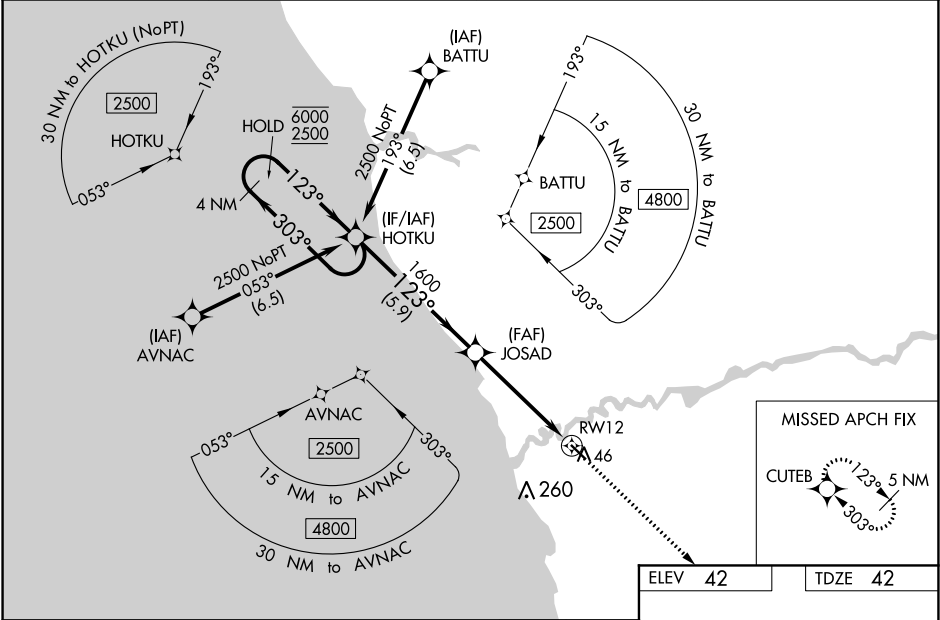 30 NM to HOTKU (NoPT)
193°
2500
HOTKU
053°
HOLD
6000
2500
4 NM
123°
303°
(IAF)
BATTU
2500 NoPT
193°
(6.5)
(IF/IAF)
HOTKU
2500 NoPT
053°
(6.5)
(IAF)
AVNAC
1600
123°
(5.9)
(FAF)
JOSAD
193°
30 NM to BATTU
15 NM to BATTU
BATTU
4800
2500
303°
053°
AVNAC
303°
2500
15 NM to AVNAC
4800
30 NM to AVNAC
RW12
46
260
MISSED APCH FIX
CUTEB
123°
5 NM
303°
ELEV 42
TDZE 42